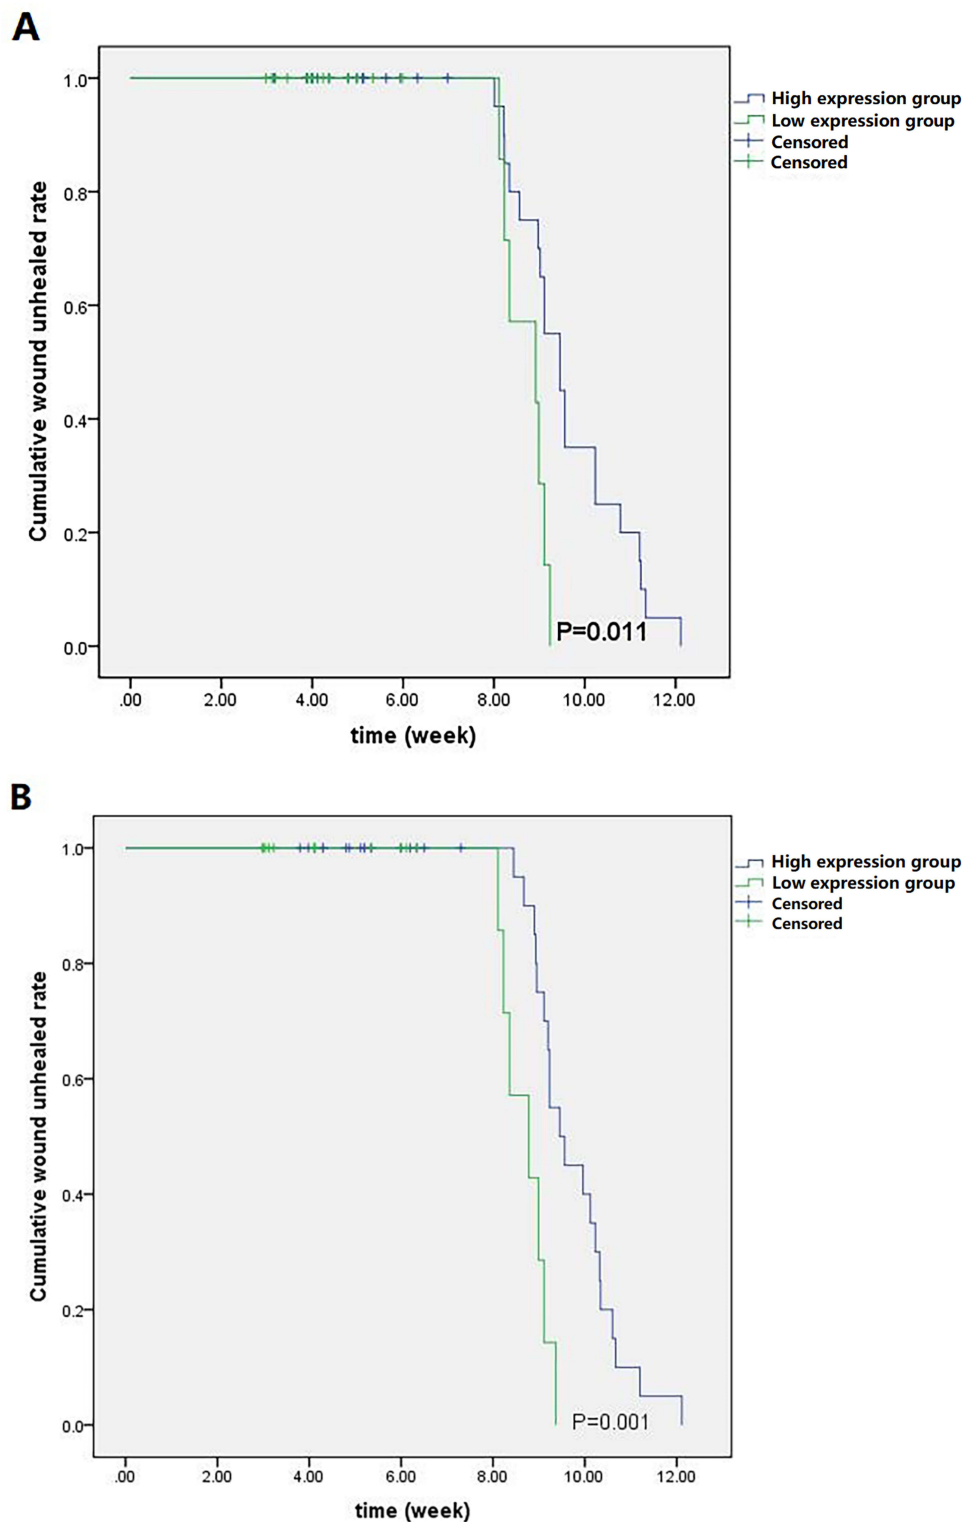 A
1.0
0.8
0.6
0.4
0.2
0.0
Cumulative wound unhealed rate
.00 2.00 4.00 6.00 8.00 10.00 12.00
time (week)
P=0.011
High expression group
Low expression group
Censored
Censored
B
1.0
0.8
0.6
0.4
0.2
0.0
Cumulative wound unhealed rate
.00 2.00 4.00 6.00 8.00 10.00 12.00
time (week)
P=0.001
High expression group
Low expression group
Censored
Censored